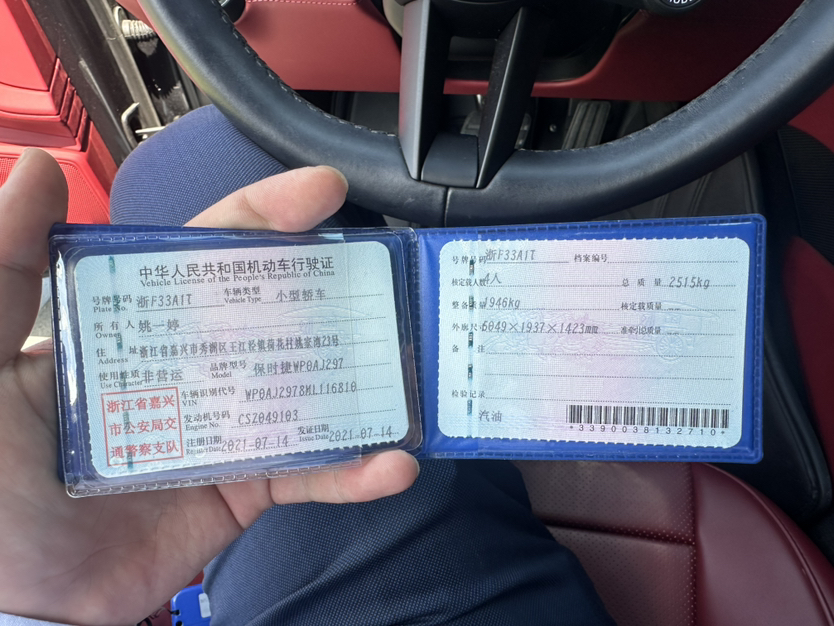 中华人民共和国机动车行驶证
Vehicle License of the People's Republic of China
号牌号码 浙F33A1T 车辆类型 小型轿车
Plate No. Vehicle Type
所有人 姚一婷
Owner
住址 浙江省嘉兴市秀洲区王江泾镇荷花村姚家湾23号
Address
使用性质 非营运 品牌型号 保时捷WP0AJ297
Use Character Model
浙江省嘉兴
市公安局交
通警察支队
车辆识别代号 WP0AJ2978ML116810
VIN
发动机号码 CSZ049103
Engine No.
注册日期 2021-07-14 发证日期 2021-07-14
Register Date Issue Date
号牌号码 浙F33A1T 档案编号
核定载人数 4人 总质量 2515kg
整备质量 1946kg 核定载质量 --
外廓尺寸 5049×1937×1423mm 准牵引总质量 --
备注
检验记录
汽油
*3390038132710*